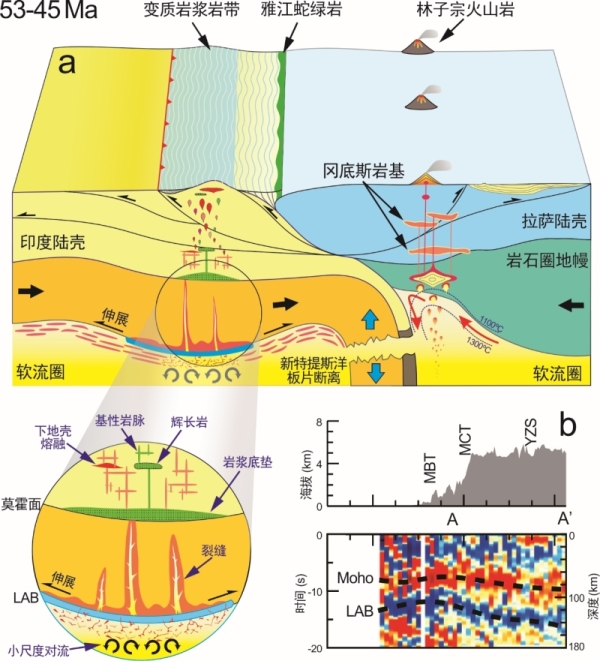 53-45 Ma
变质岩浆岩带
雅江蛇绿岩
林子宗火山岩
a
冈底斯岩基
拉萨陆壳
印度陆壳
岩石圈地幔
伸展
1100℃
1300℃
软流圈
新特提斯洋
板片断离
软流圈
基性岩脉
辉长岩
下地壳
熔融
岩浆底垫
莫霍面
裂缝
伸展
LAB
小尺度对流
b
8
4
0
海拔 (km)
MBT
MCT
YZS
A
A'
0
-10
-20
时间 (s)
Moho
LAB
0
100
180
深度 (km)